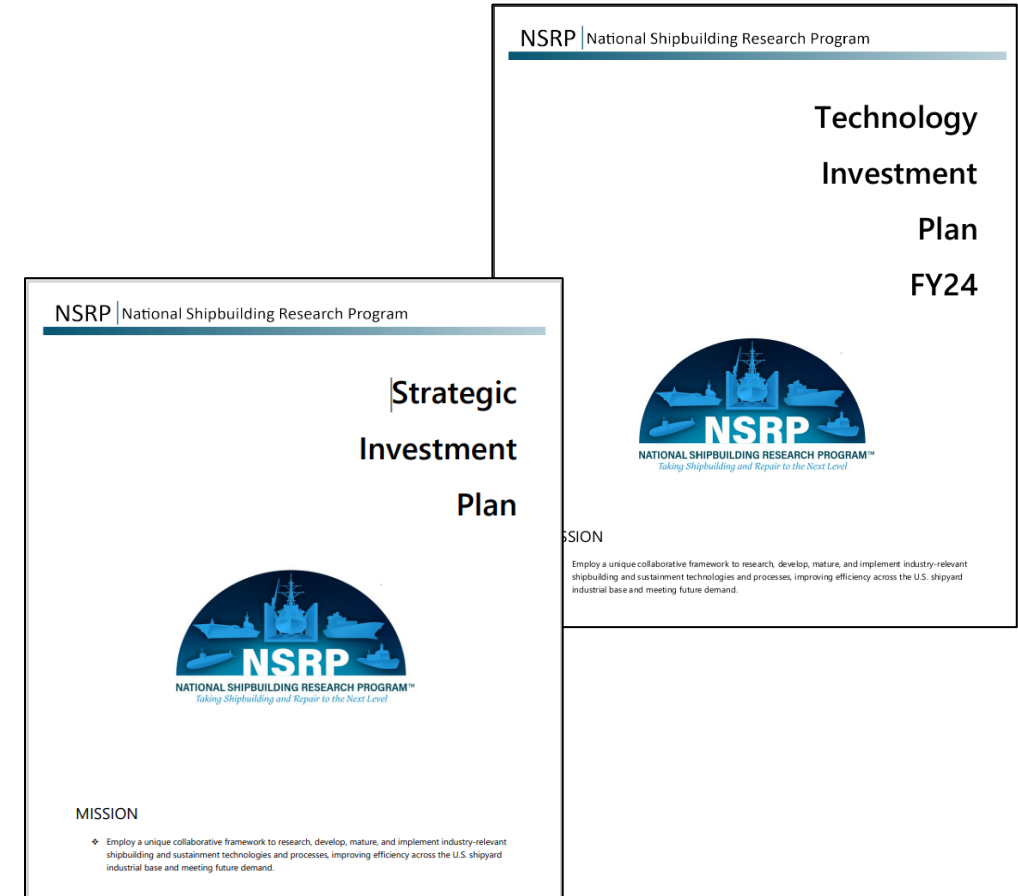 NSRP National Shipbuilding Research Program
Technology
Investment
Plan
FY24
NSRP
NATIONAL SHIPBUILDING RESEARCH PROGRAM™
Taking Shipbuilding and Repair to the Next Level
SSION
Employ a unique collaborative framework to research, develop, mature, and implement industry-relevant
shipbuilding and sustainment technologies and processes, improving efficiency across the U.S. shipyard
industrial base and meeting future demand.
NSRP National Shipbuilding Research Program
Strategic
Investment
Plan
NSRP
NATIONAL SHIPBUILDING RESEARCH PROGRAM™
Taking Shipbuilding and Repair to the Next Level
MISSION
❖ Employ a unique collaborative framework to research, develop, mature, and implement industry-relevant
shipbuilding and sustainment technologies and processes, improving efficiency across the U.S. shipyard
industrial base and meeting future demand.